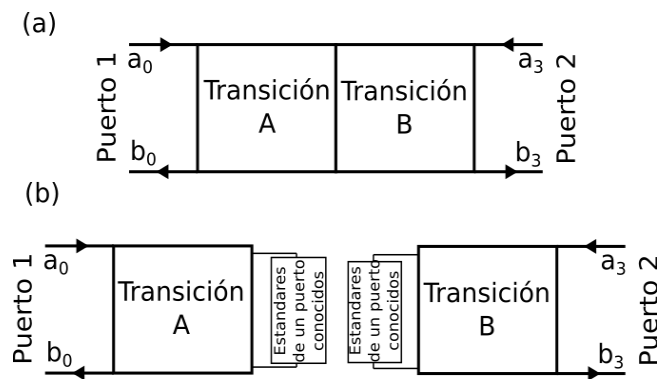 (a)
Puerto 1
a0
b0
Transición
A
Transición
B
a3
b3
Puerto 2
(b)
Puerto 1
a0
b0
Transición
A
Estandares
de un puerto
conocidos
Estandares
de un puerto
conocidos
Transición
B
a3
b3
Puerto 2